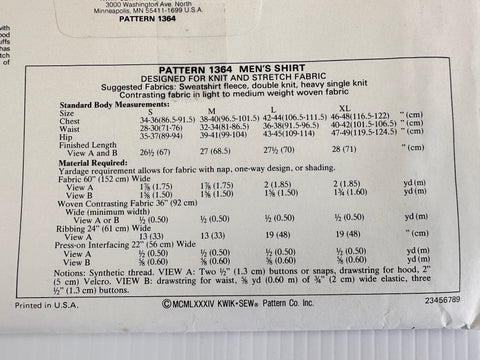 3000 Washington Ave. North
Minneapolis, MN 55411-1699 U.S.A.
PATTERN 1364
with
ood
uffs
has
tch
of
PATTERN 1364 MEN'S SHIRT
DESIGNED FOR KNIT AND STRETCH FABRIC
Suggested Fabrics: Sweatshirt fleece, double knit, heavy single knit
Contrasting fabric in light to medium weight woven fabric
Standard Body Measurements:
Size S M L XL
Chest 34-36(86.5-91.5) 38-40(96.5-101.5) 42-44(106.5-111.5) 46-48(116.5-122) "(cm)
Waist 28-30(71-76) 32-34(81-86.5) 36-38(91.5-96.5) 40-42(101.5-106.5) "(cm)
Hip 35-37(89-94) 39-41(99-104) 43-45(109-114) 47-49(119.5-124.5) "(cm)
Finished Length
View A and B 26½ (67) 27 (68.5) 27½ (70) 28 (71) "(cm)
Material Required:
Yardage requirement allows for fabric with nap, one-way design, or shading.
Fabric 60" (152 cm) Wide
View A 1⅞ (1.75) 1⅞ (1.75) 2 (1.85) 2 (1.85) yd (m)
View B 1⅝ (1.50) 1⅝ (1.50) 1⅝ (1.50) 1¾ (1.60) yd (m)
Woven Contrasting Fabric 36" (92 cm)
Wide (minimum width)
View A or B ½ (0.50) ½ (0.50) ½ (0.50) ½ (0.50) yd (m)
Ribbing 24" (61 cm) Wide
View A 13 (33) 13 (33) 19 (48) 19 (48) "(cm)
Press-on Interfacing 22" (56 cm) Wide
View A ½ (0.50) ½ (0.50) ½ (0.50) ½ (0.50) yd (m)
View B ⅝ (0.60) ⅝ (0.60) ⅝ (0.60) ⅝ (0.60) yd (m)
Notions: Synthetic thread. VIEW A: Two ½" (1.3 cm) buttons or snaps, drawstring for hood, 2"
(5 cm) Velcro. VIEW B: drawstring for waist, ⅝ yd (0.60 m) of ¾" (2 cm) wide elastic, three
½" (1.3 cm) buttons.
Printed in U.S.A.
©MCMLXXXIV KWIK•SEW® Pattern Co. Inc.
23456789